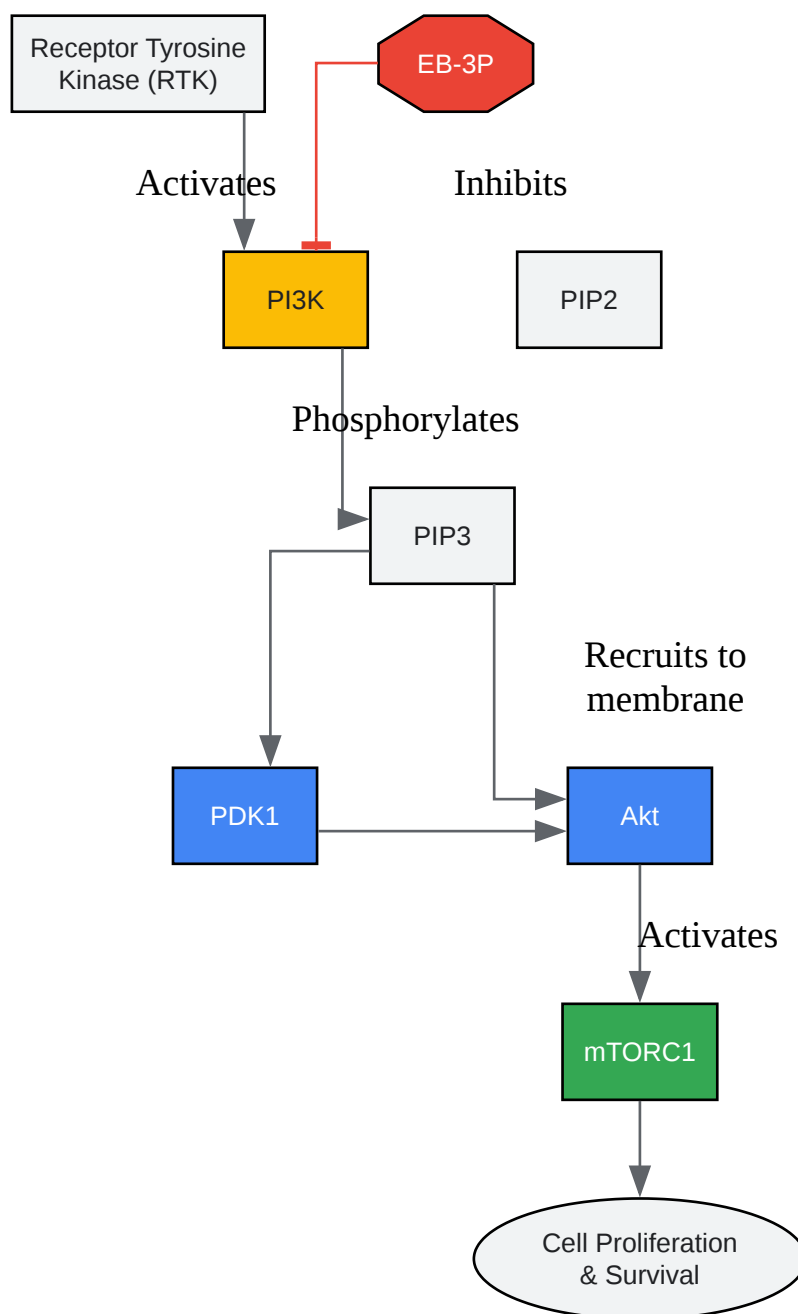 Receptor Tyrosine
Kinase (RTK)
EB-3P
Activates
Inhibits
PI3K
PIP2
Phosphorylates
PIP3
Recruits to
membrane
PDK1
Akt
Activates
mTORC1
Cell Proliferation
& Survival